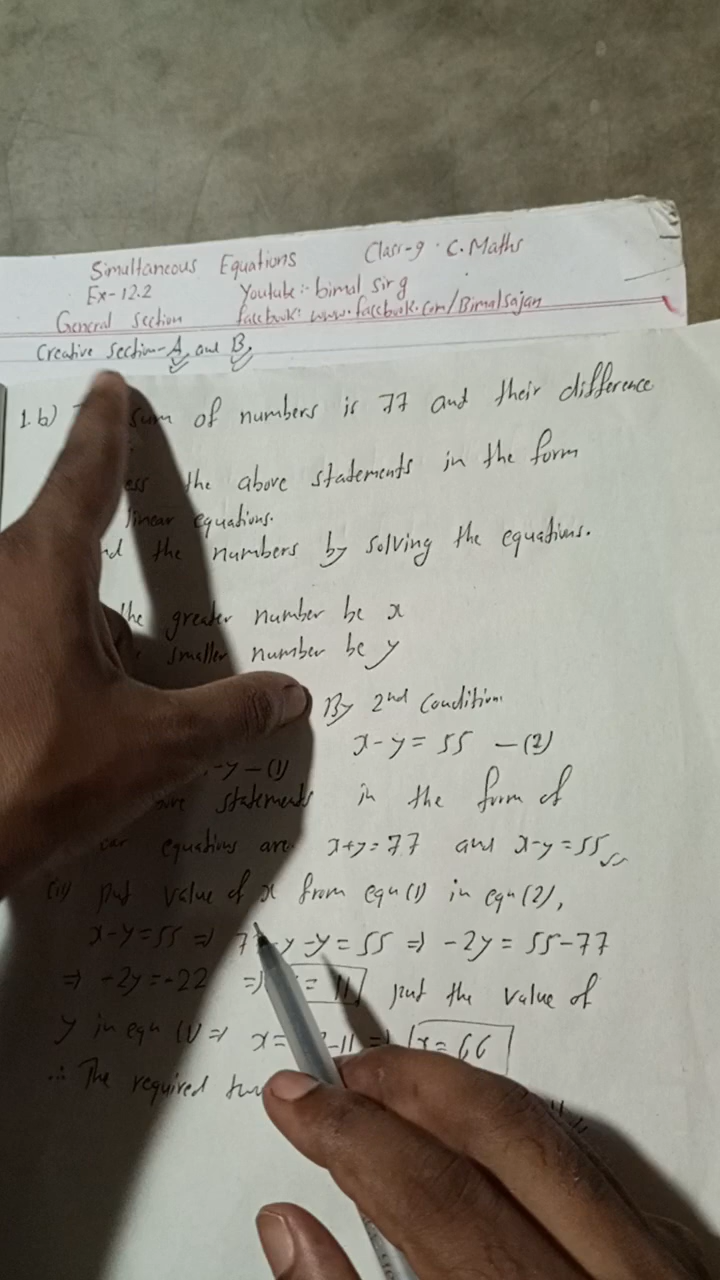 Simultaneous Equations Class-9 C. Maths
Ex-12.2 Youtube:- bimal sir g
General Section facebook: www.facebook.com/Bimalsajan
Creative section-A and B.
1.b) sum of numbers is 77 and their difference
the above statements in the form
linear equations.
the numbers by solving the equations.
the greater number be x
smaller number be y
By 2nd Condition
x-y = 55 -(2)
-y -(1)
statements in the form of
equations are x+y=77 and x-y=55
(ii) put value of x from eqn(1) in eqn(2),
x-y=55 ⇒ 77-y-y=55 ⇒ -2y = 55-77
⇒ -2y=-22 ⇒ = 11 put the value of
y in eqn (1) ⇒ x= -11 ⇒ x=66
∴ The required